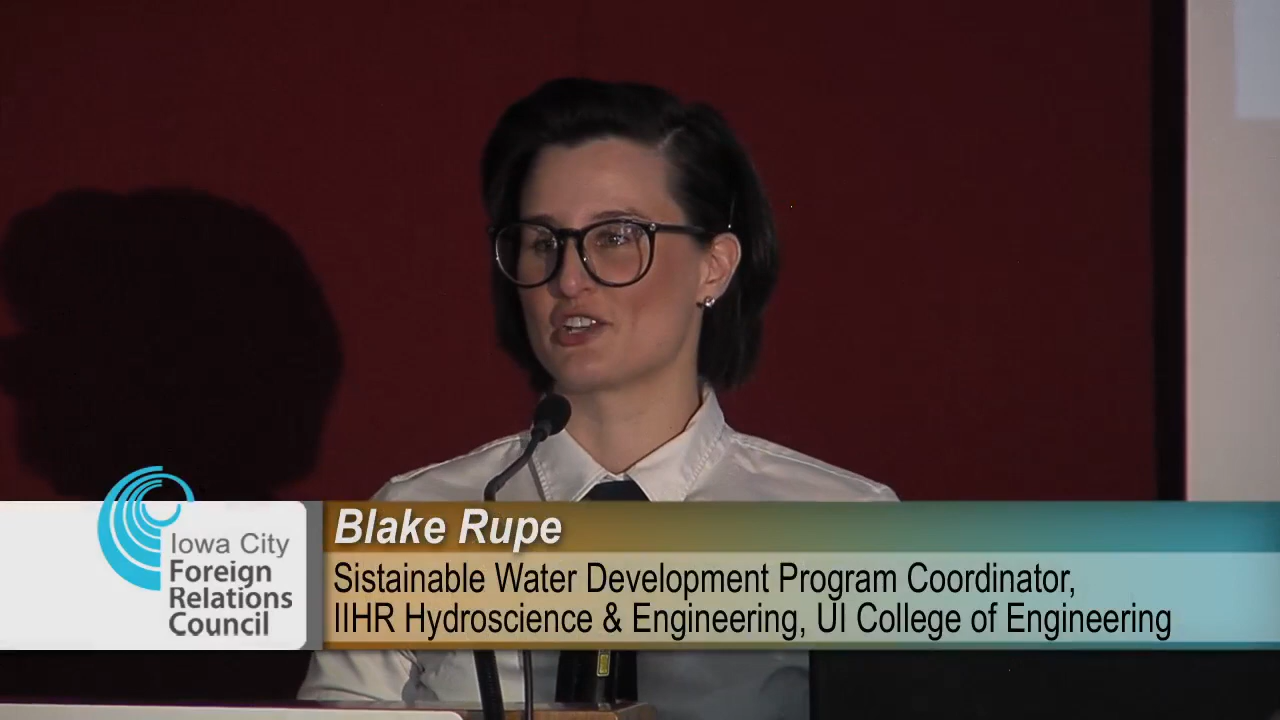 Iowa City
Foreign
Relations
Council
Blake Rupe
Sistainable Water Development Program Coordinator,
IIHR Hydroscience & Engineering, UI College of Engineering